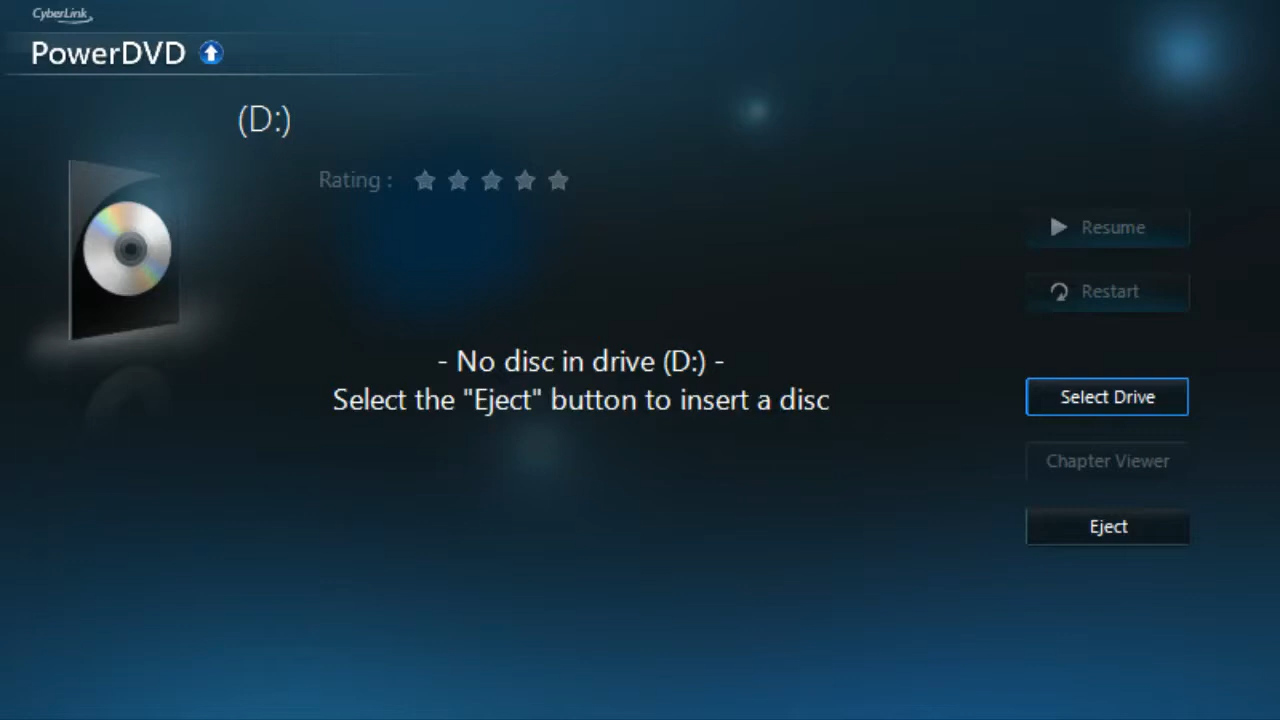 CyberLink
PowerDVD
(D:)
Rating :
Resume
Restart
- No disc in drive (D:) -
Select the "Eject" button to insert a disc
Select Drive
Chapter Viewer
Eject